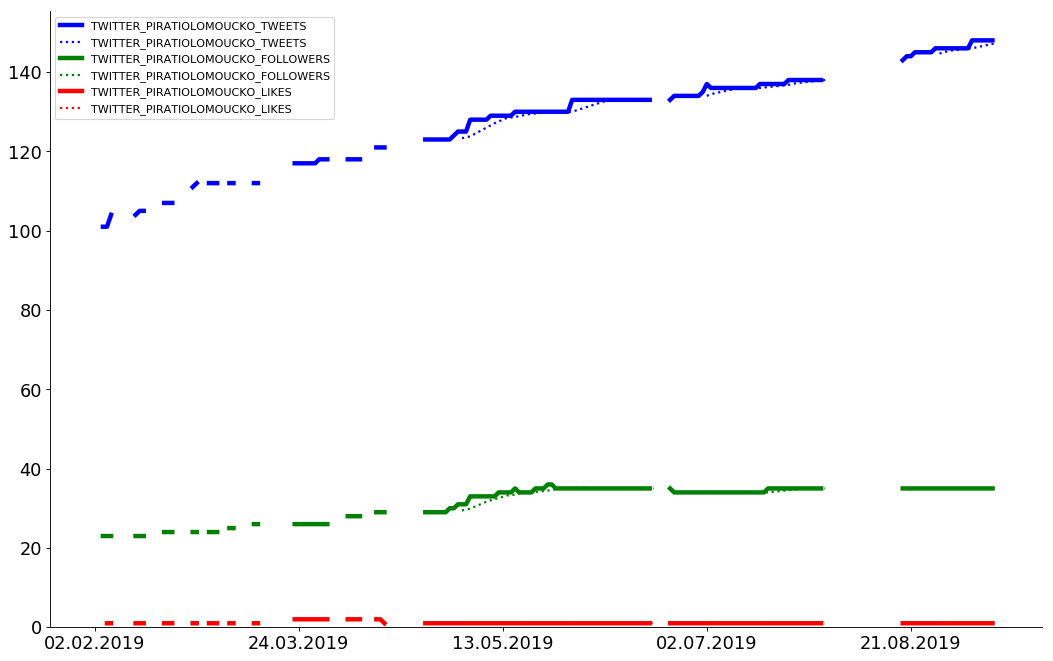 TWITTER_PIRATIOLOMOUCKO_TWEETS
TWITTER_PIRATIOLOMOUCKO_TWEETS
TWITTER_PIRATIOLOMOUCKO_FOLLOWERS
TWITTER_PIRATIOLOMOUCKO_FOLLOWERS
TWITTER_PIRATIOLOMOUCKO_LIKES
TWITTER_PIRATIOLOMOUCKO_LIKES
140
120
100
80
60
40
20
0
02.02.2019 24.03.2019 13.05.2019 02.07.2019 21.08.2019